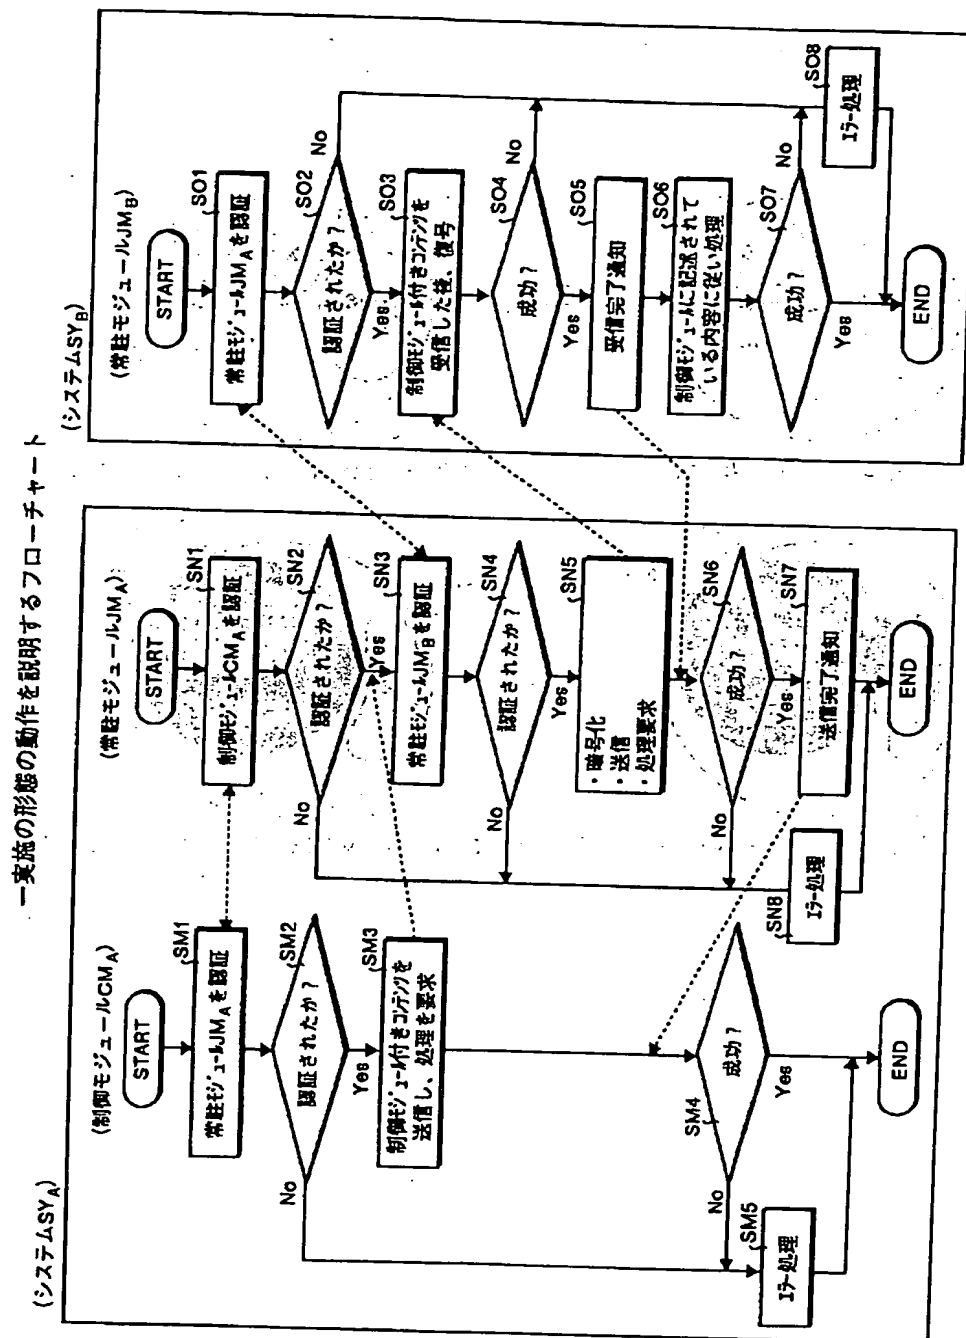 一実施の形態の動作を説明するフローチャート
(システムSYA)
(制御モジュールCMA)
START
SM1
常駐モジュールJMAを認証
SM2
認証されたか?
No
Yes
SM3
制御モジュール付きコンテンツを
送信し、処理を要求
SM4
成功?
No
Yes
SM5
エラー処理
END
(常駐モジュールJMA)
START
SN1
制御モジュールCMAを認証
SN2
認証されたか?
No
Yes
SN3
常駐モジュールJMBを認証
SN4
認証されたか?
No
Yes
SN5
・暗号化
・送信
・処理要求
SN6
成功?
No
Yes
SN7
送信完了通知
SN8
エラー処理
END
(システムSYB)
(常駐モジュールJMB)
START
SO1
常駐モジュールJMAを認証
SO2
認証されたか?
No
Yes
SO3
制御モジュール付きコンテンツを
受信した後、復号
SO4
成功?
No
Yes
SO5
受信完了通知
SO6
制御モジュールに記述されて
いる内容に従い処理
SO7
成功?
No
Yes
SO8
エラー処理
END